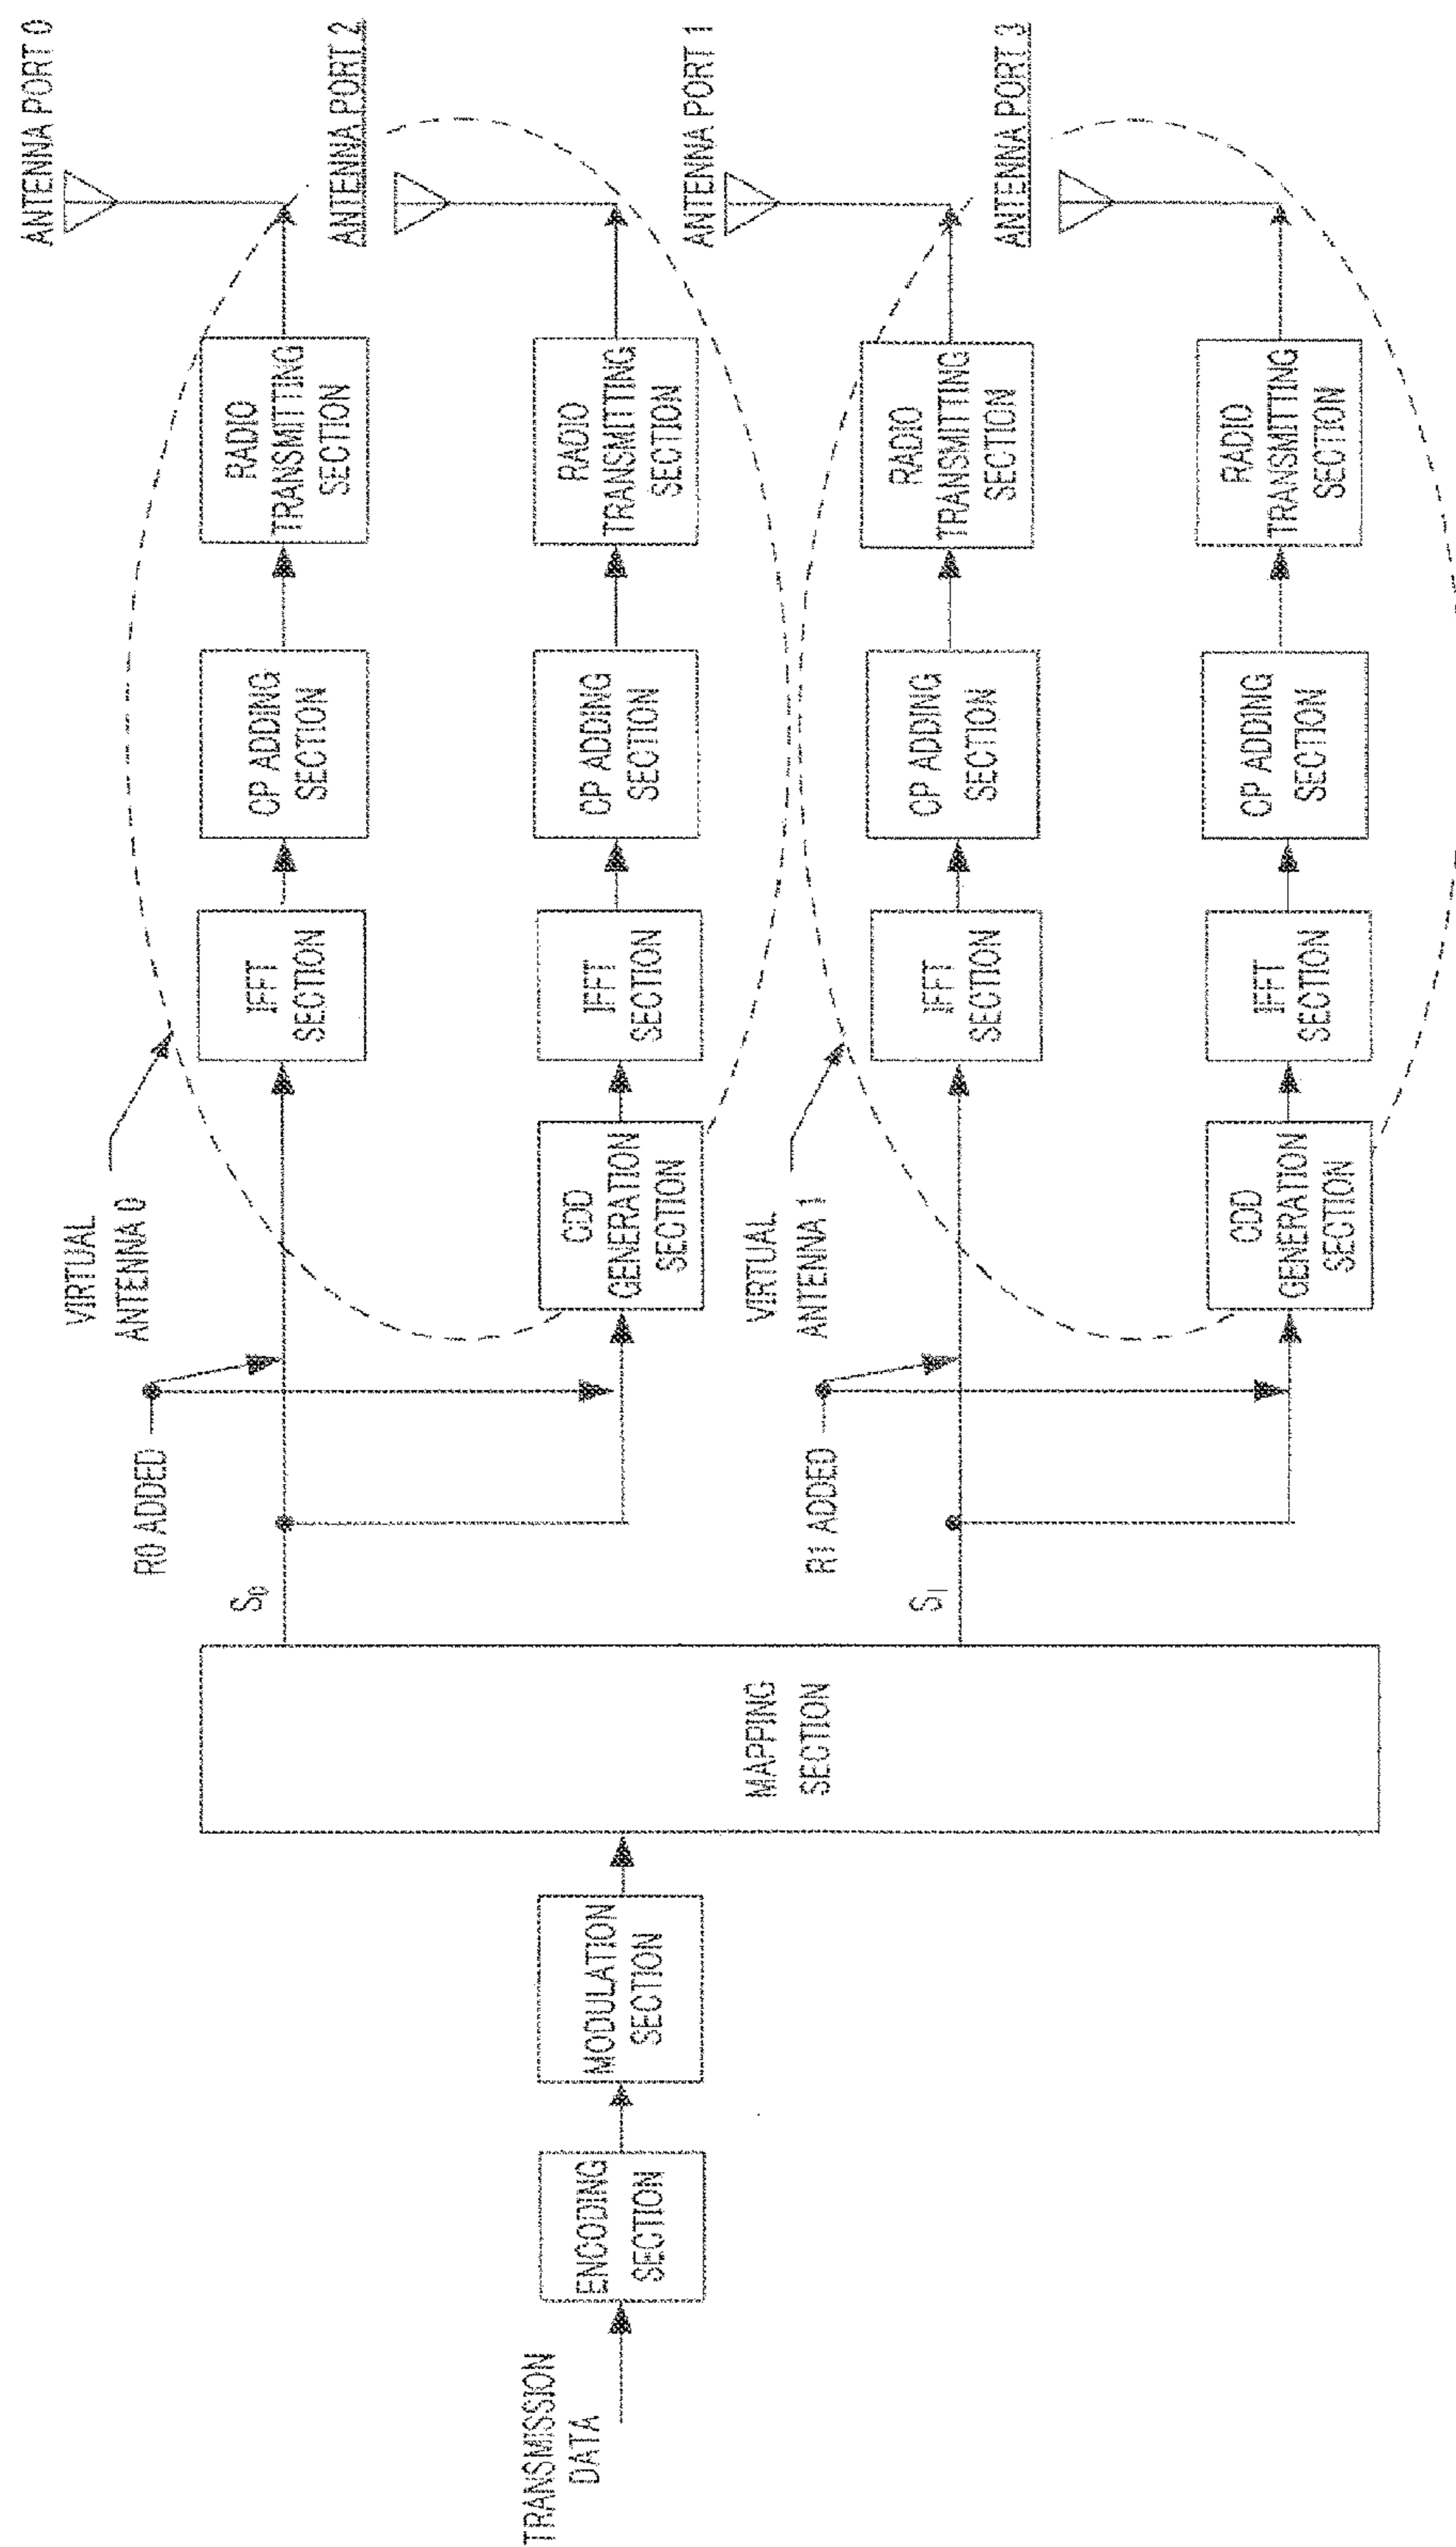 TRANSMISSION
DATA
ENCODING
SECTION
MODULATION
SECTION
MAPPING
SECTION
S0
R0 ADDED
VIRTUAL
ANTENNA 0
IFFT
SECTION
CP ADDING
SECTION
RADIO
TRANSMITTING
SECTION
ANTENNA PORT 0
CDD
GENERATION
SECTION
IFFT
SECTION
CP ADDING
SECTION
RADIO
TRANSMITTING
SECTION
ANTENNA PORT 2
S1
R1 ADDED
VIRTUAL
ANTENNA 1
IFFT
SECTION
CP ADDING
SECTION
RADIO
TRANSMITTING
SECTION
ANTENNA PORT 1
CDD
GENERATION
SECTION
IFFT
SECTION
CP ADDING
SECTION
RADIO
TRANSMITTING
SECTION
ANTENNA PORT 3